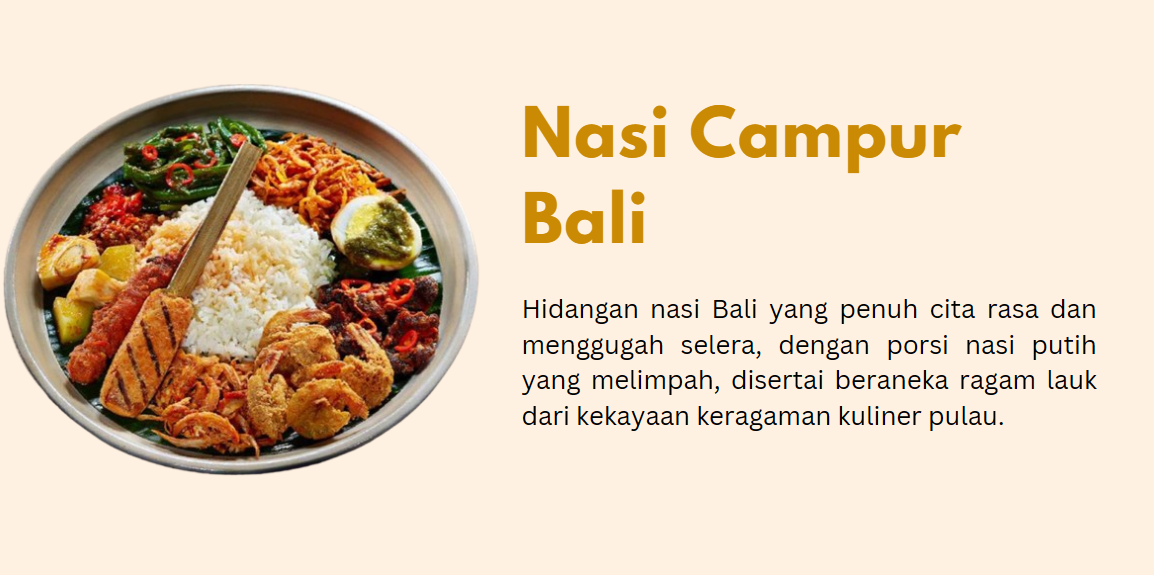 Nasi Campur
Bali
Hidangan nasi Bali yang penuh cita rasa dan
menggugah selera, dengan porsi nasi putih
yang melimpah, disertai beraneka ragam lauk
dari kekayaan keragaman kuliner pulau.